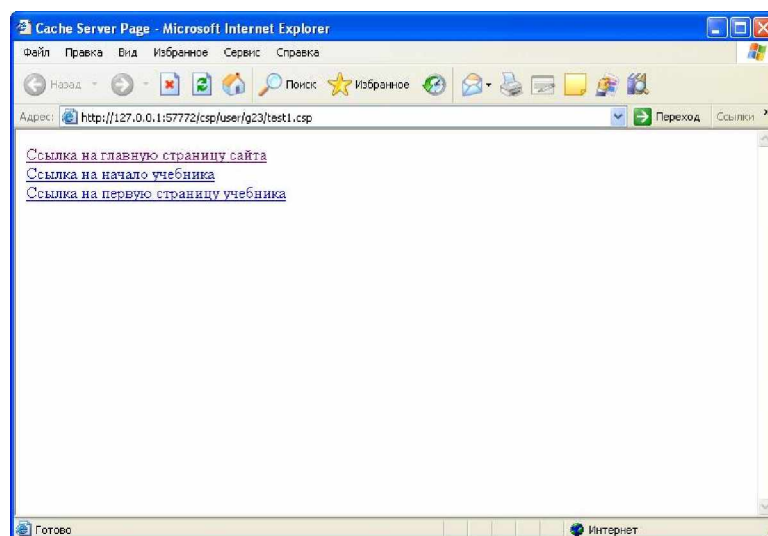 Cache Server Page - Microsoft Internet Explorer
Файл Правка Вид Избранное Сервис Справка
Назад Поиск Избранное
Адрес: http://127.0.0.1:57772/csp/user/g23/test1.csp Переход Ссылки
Ссылка на главную страницу сайта
Ссылка на начало учебника
Ссылка на первую страницу учебника
Готово Интернет